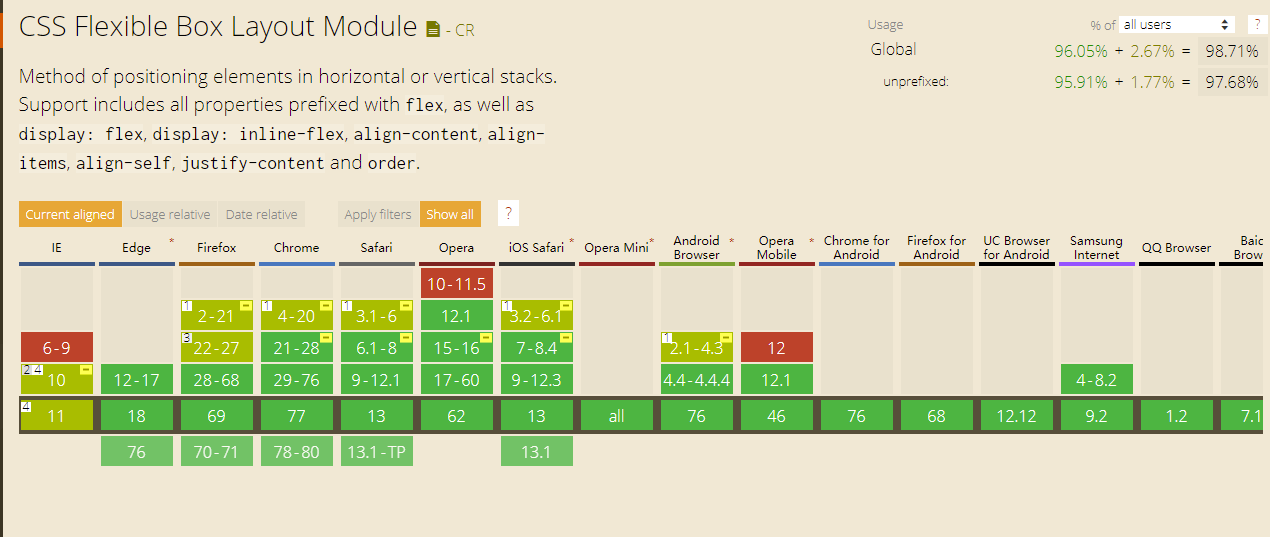 CSS Flexible Box Layout Module - CR
Usage % of all users ?
Global 96.05% + 2.67% = 98.71%
unprefixed: 95.91% + 1.77% = 97.68%
Method of positioning elements in horizontal or vertical stacks.
Support includes all properties prefixed with flex, as well as
display: flex, display: inline-flex, align-content, align-
items, align-self, justify-content and order.
Current aligned Usage relative Date relative Apply filters Show all ?
IE Edge * Firefox Chrome Safari Opera iOS Safari * Opera Mini * Android Browser * Opera Mobile * Chrome for Android Firefox for Android UC Browser for Android Samsung Internet QQ Browser
10-11.5
1 2-21 1 4-20 1 3.1-6 12.1 1 3.2-6.1
6-9 3 22-27 21-28 6.1-8 15-16 7-8.4 1 2.1-4.3 12
2 4 10 12-17 28-68 29-76 9-12.1 17-60 9-12.3 4.4-4.4.4 12.1 4-8.2
4 11 18 69 77 13 62 13 all 76 46 76 68 12.12 9.2 1.2 7.1
76 70-71 78-80 13.1-TP 13.1